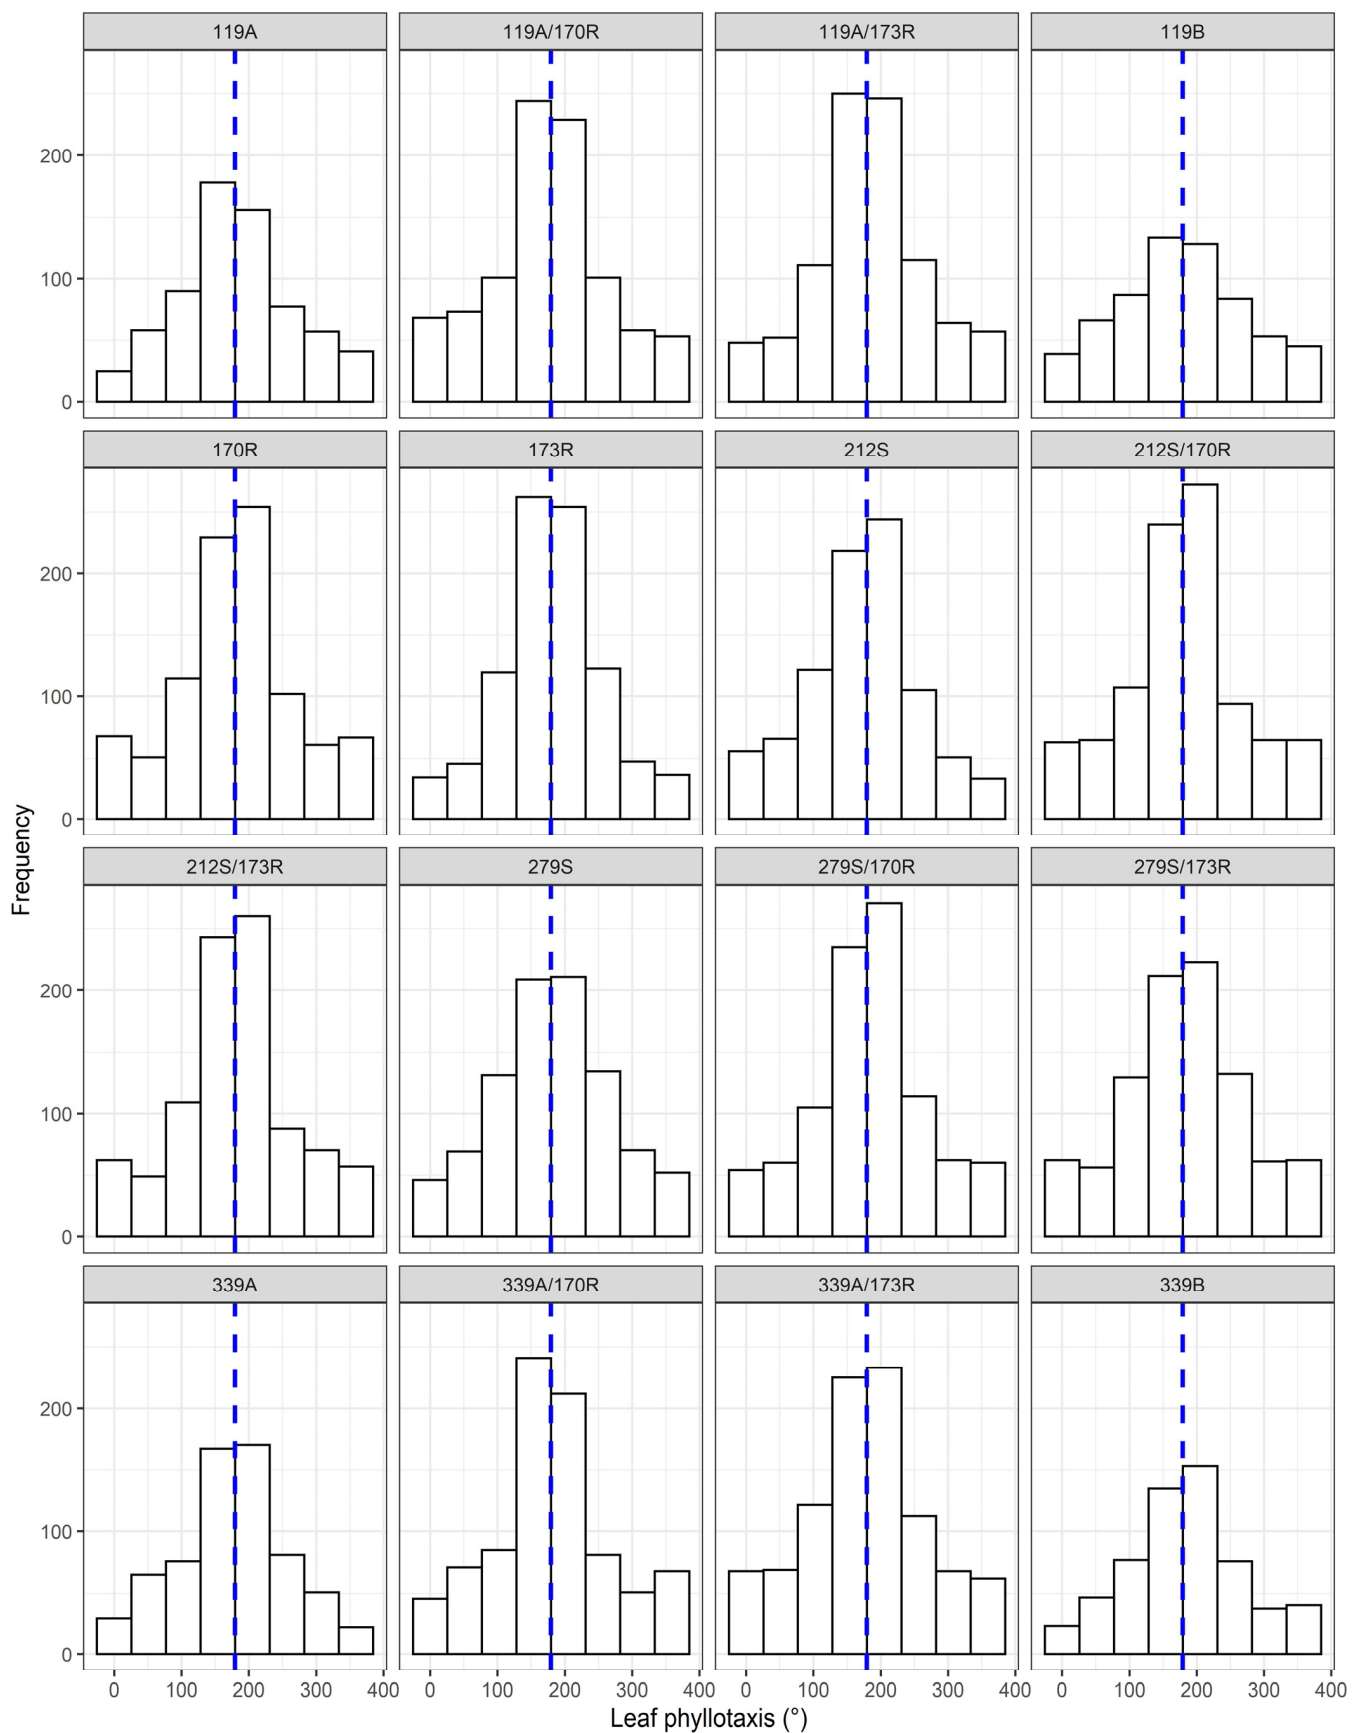 119A 119A/170R 119A/173R 119B
200
100
0
170R 173R 212S 212S/170R
200
100
0
212S/173R 279S 279S/170R 279S/173R
200
100
0
339A 339A/170R 339A/173R 339B
200
100
0
0 100 200 300 400 0 100 200 300 400 0 100 200 300 400 0 100 200 300 400
Leaf phyllotaxis (°)
Frequency